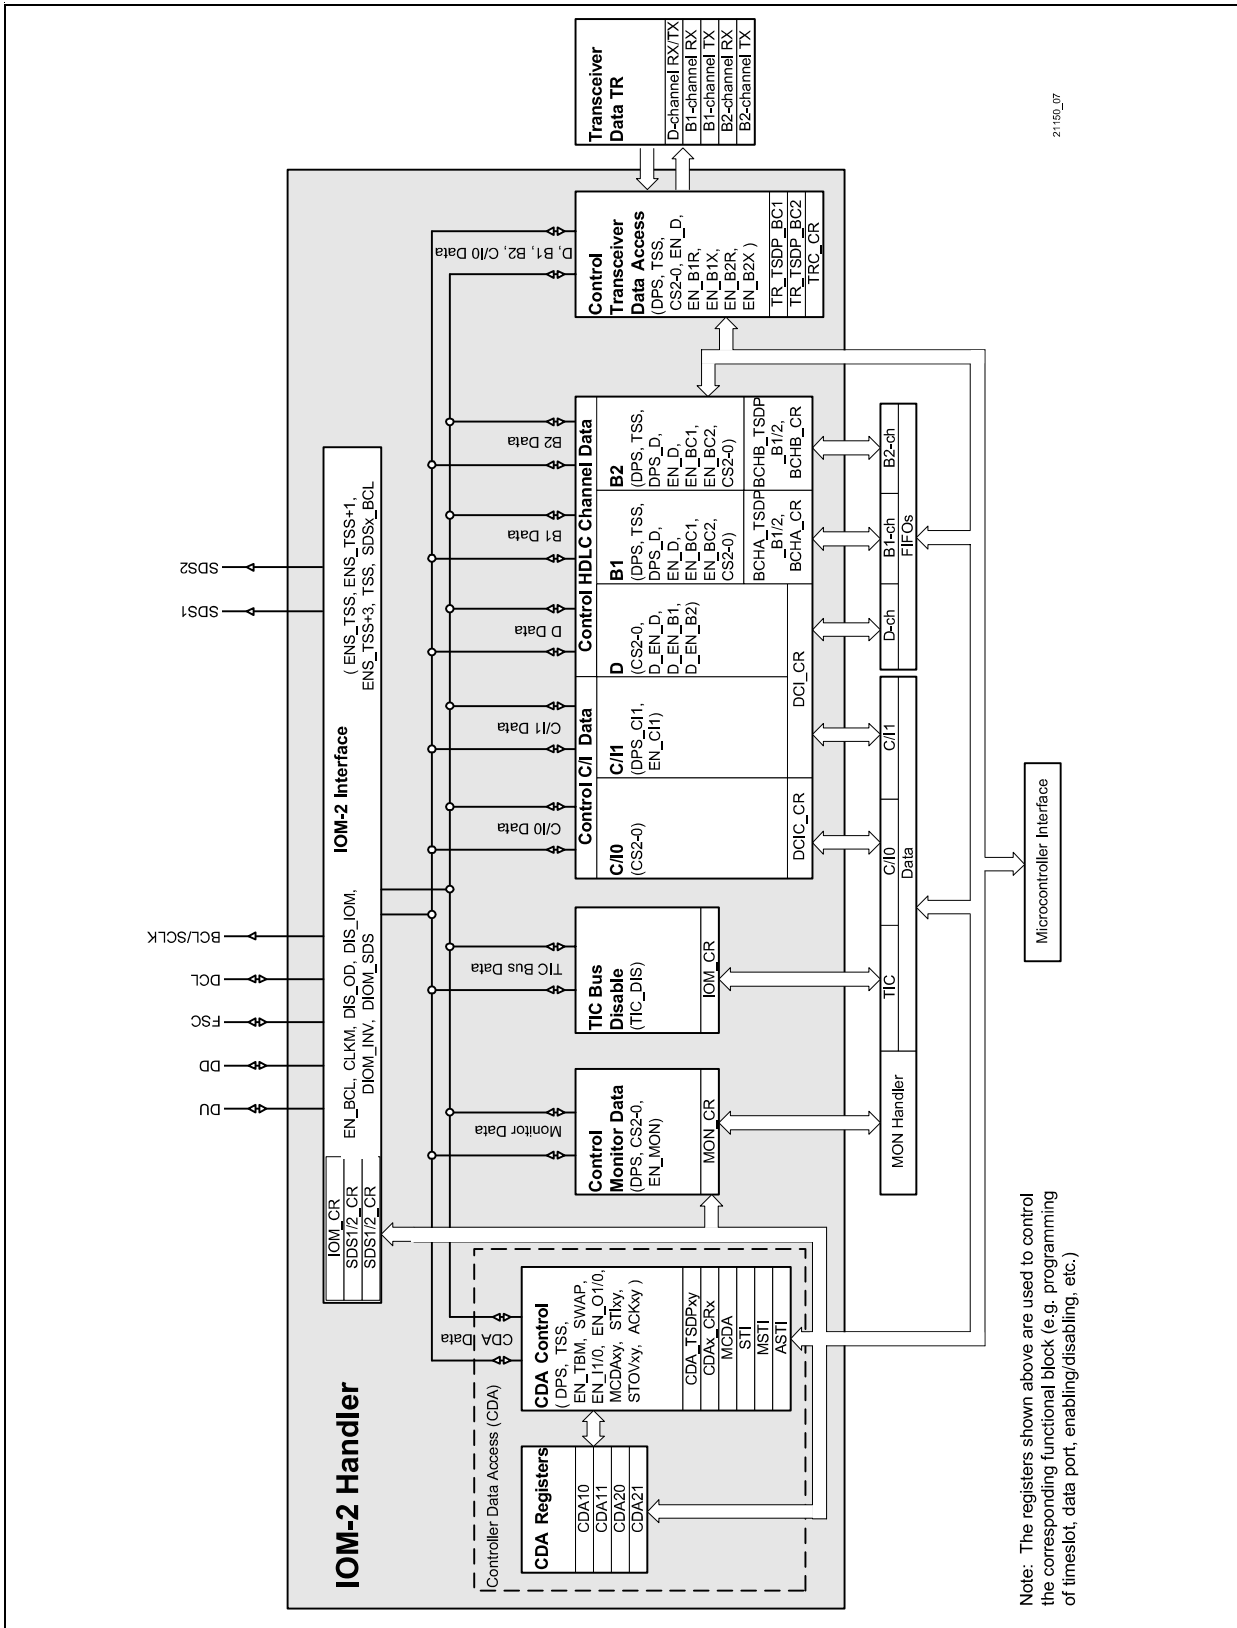 IOM-2 Handler
SDS2
SDS1
BCL/SCLK
DCL
FSC
DD
DU
IOM-2 Interface
( ENS_TSS, ENS_TSS+1,
ENS_TSS+3, TSS, SDSx_BCL
EN_BCL, CLKM, DIS_OD, DIS_IOM,
DIOM_INV, DIOM_SDS
IOM_CR
SDS1/2_CR
SDS1/2_CR
Controller Data Access (CDA)
CDA Registers
CDA10
CDA11
CDA20
CDA21
CDA Data
CDA Control
( DPS, TSS,
EN_TBM, SWAP,
EN_I1/0, EN_O1/0,
MCDAxy, STIxy,
STOVxy, ACKxy )
CDA_TSDPxy
CDAx_CRx
MCDA
STI
MSTI
ASTI
Monitor Data
Control
Monitor Data
(DPS, CS2-0,
EN_MON)
MON_CR
TIC Bus Data
TIC Bus
Disable
(TIC_DIS)
IOM_CR
C/I0 Data
C/I1 Data
D Data
B1 Data
B2 Data
Control C/I Data
Control HDLC Channel Data
C/I0
(CS2-0)
DCIC_CR
C/I1
(DPS_CI1,
EN_CI1)
D
(CS2-0,
D_EN_D,
D_EN_B1,
D_EN_B2)
DCI_CR
B1
(DPS, TSS,
DPS_D,
EN_D,
EN_BC1,
EN_BC2,
CS2-0)
BCHA_TSDP
_B1/2,
BCHA_CR
B2
(DPS, TSS,
DPS_D,
EN_D,
EN_BC1,
EN_BC2,
CS2-0)
BCHB_TSDP
_B1/2,
BCHB_CR
D, B1, B2, C/I0 Data
Control
Transceiver
Data Access
(DPS, TSS,
CS2-0, EN_D,
EN_B1R,
EN_B1X,
EN_B2R,
EN_B2X )
TR_TSDP_BC1
TR_TSDP_BC2
TRC_CR
Transceiver
Data TR
D-channel RX/TX
B1-channel RX
B1-channel TX
B2-channel RX
B2-channel TX
MON Handler
TIC
C/I0
C/I1
Data
D-ch
B1-ch
B2-ch
FIFOs
Microcontroller Interface
Note: The registers shown above are used to control
the corresponding functional block (e.g. programming
of timeslot, data port, enabling/disabling, etc.)
21150_07